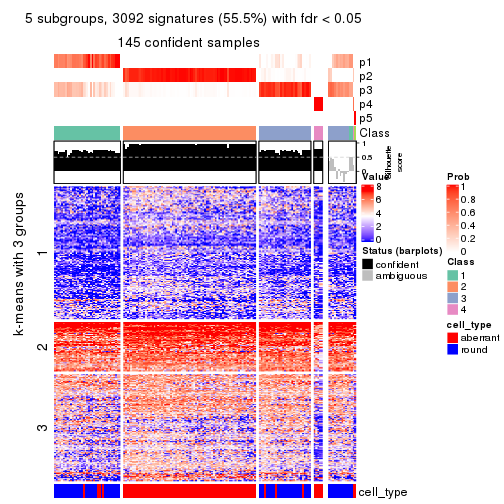 5 subgroups, 3092 signatures (55.5%) with fdr < 0.05
145 confident samples
p1
p2
p3
p4
p5
Class
1
0.5
0
Silhouette
score
k-means with 3 groups
1
2
3
cell_type
Value
8
6
4
2
0
Status (barplots)
confident
ambiguous
Prob
1
0.8
0.6
0.4
0.2
0
Class
1
2
3
4
cell_type
aberrant
round